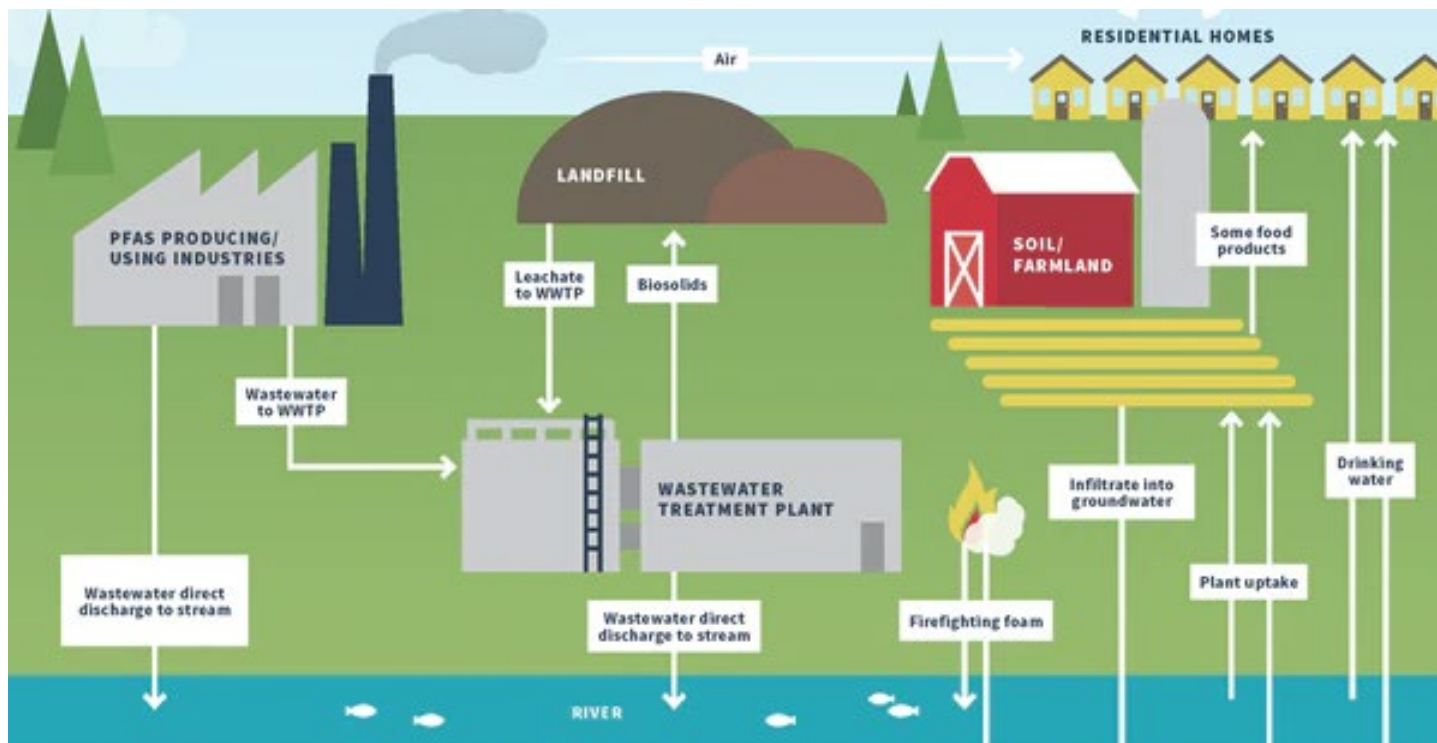 RESIDENTIAL HOMES
Air
LANDFILL
PFAS PRODUCING/
USING INDUSTRIES
Some food
products
SOIL/
FARMLAND
Leachate
to WWTP
Biosolids
Wastewater
to WWTP
Drinking
water
WASTEWATER
TREATMENT PLANT
Infiltrate into
groundwater
Plant uptake
Wastewater direct
discharge to stream
Wastewater direct
discharge to stream
Firefighting foam
RIVER